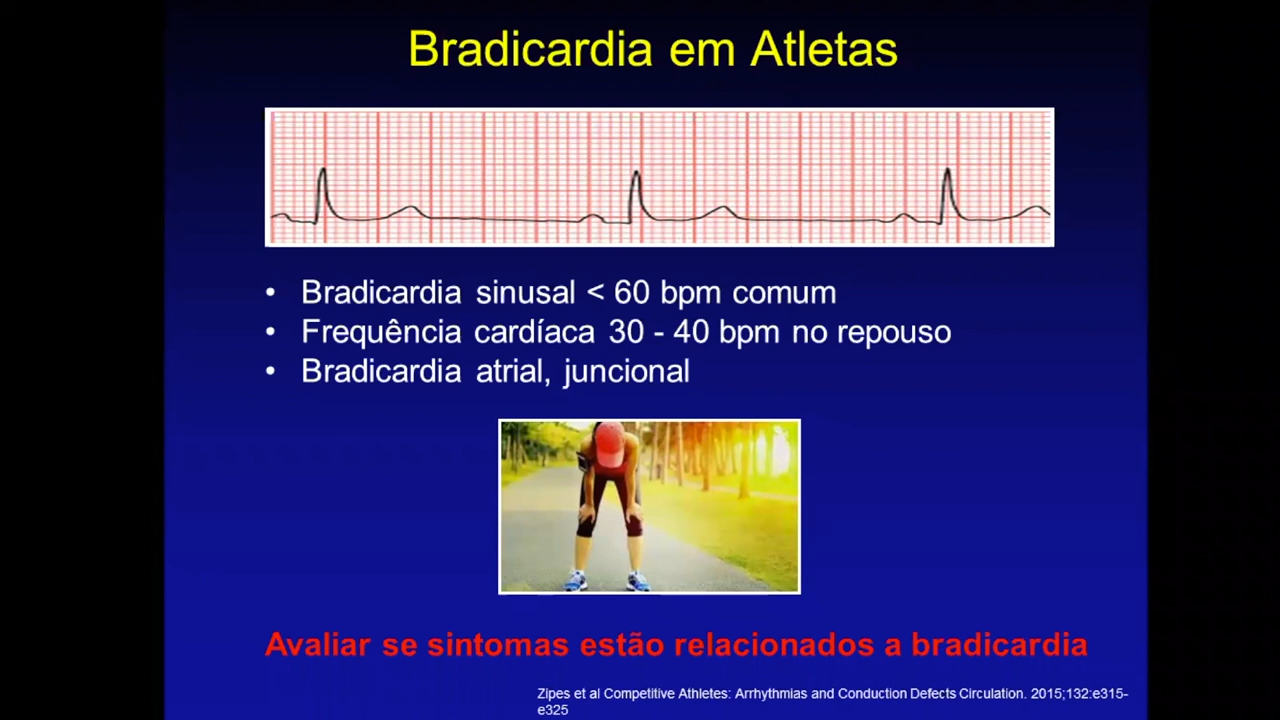 Bradicardia em Atletas
• Bradicardia sinusal < 60 bpm comum
• Frequência cardíaca 30 - 40 bpm no repouso
• Bradicardia atrial, juncional
Avaliar se sintomas estão relacionados a bradicardia
Zipes et al Competitive Athletes: Arrhythmias and Conduction Defects Circulation. 2015;132:e315-
e325